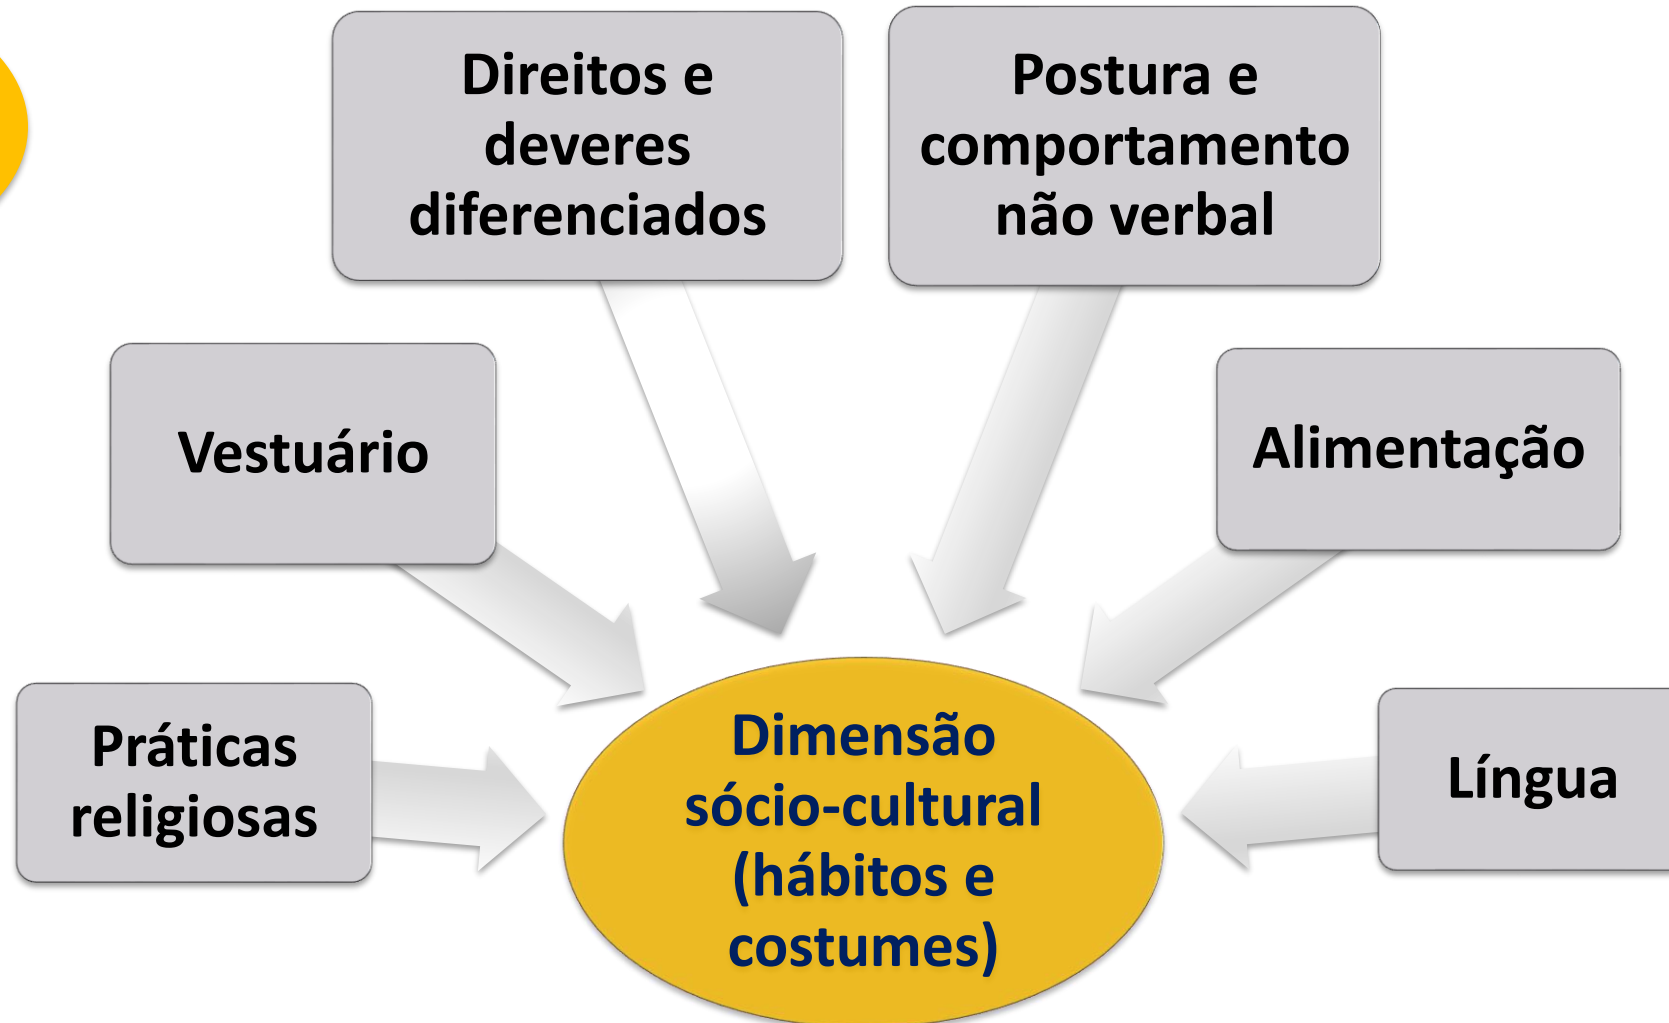 Direitos e
deveres
diferenciados
Postura e
comportamento
não verbal
Vestuário
Alimentação
Práticas
religiosas
Língua
Dimensão
sócio-cultural
(hábitos e
costumes)